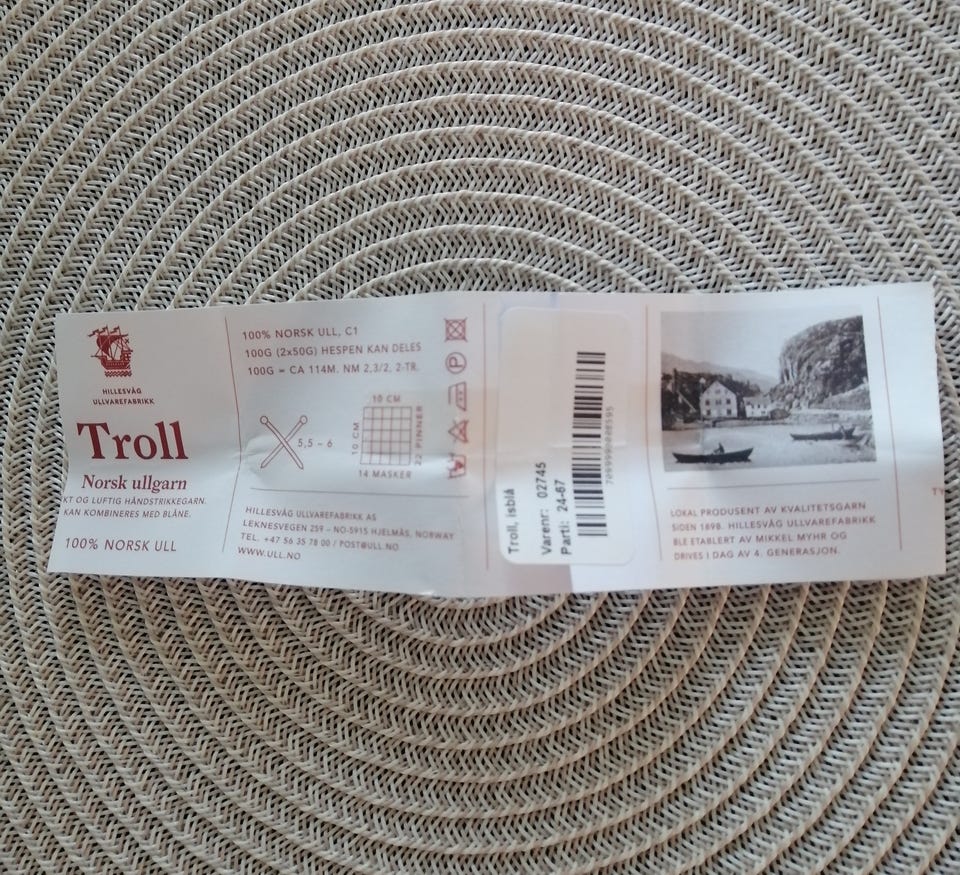 HILLESVÅG
ULLVAREFABRIKK
Troll
Norsk ullgarn
KT OG LUFTIG HÅNDSTRIKKEGARN.
KAN KOMBINERES MED BLÅNE.
100% NORSK ULL
100% NORSK ULL, C1
100G (2x50G) HESPEN KAN DELES
100G = CA 114M. NM 2,3/2. 2-TR.
5,5 – 6
10 CM
10 CM
22 PINNER
14 MASKER
P
HILLESVÅG ULLVAREFABRIKK AS
LEKNESVEGEN 259 – NO-5915 HJELMÅS, NORWAY
TEL. +47 56 35 78 00 / POST@ULL.NO
WWW.ULL.NO
Troll, isblå
Varenr: 02745
Parti: 24-67
LOKAL PRODUSENT AV KVALITETSGARN
SIDEN 1898. HILLESVÅG ULLVAREFABRIKK
BLE ETABLERT AV MIKKEL MYHR OG
DRIVES I DAG AV 4. GENERASJON.
TY